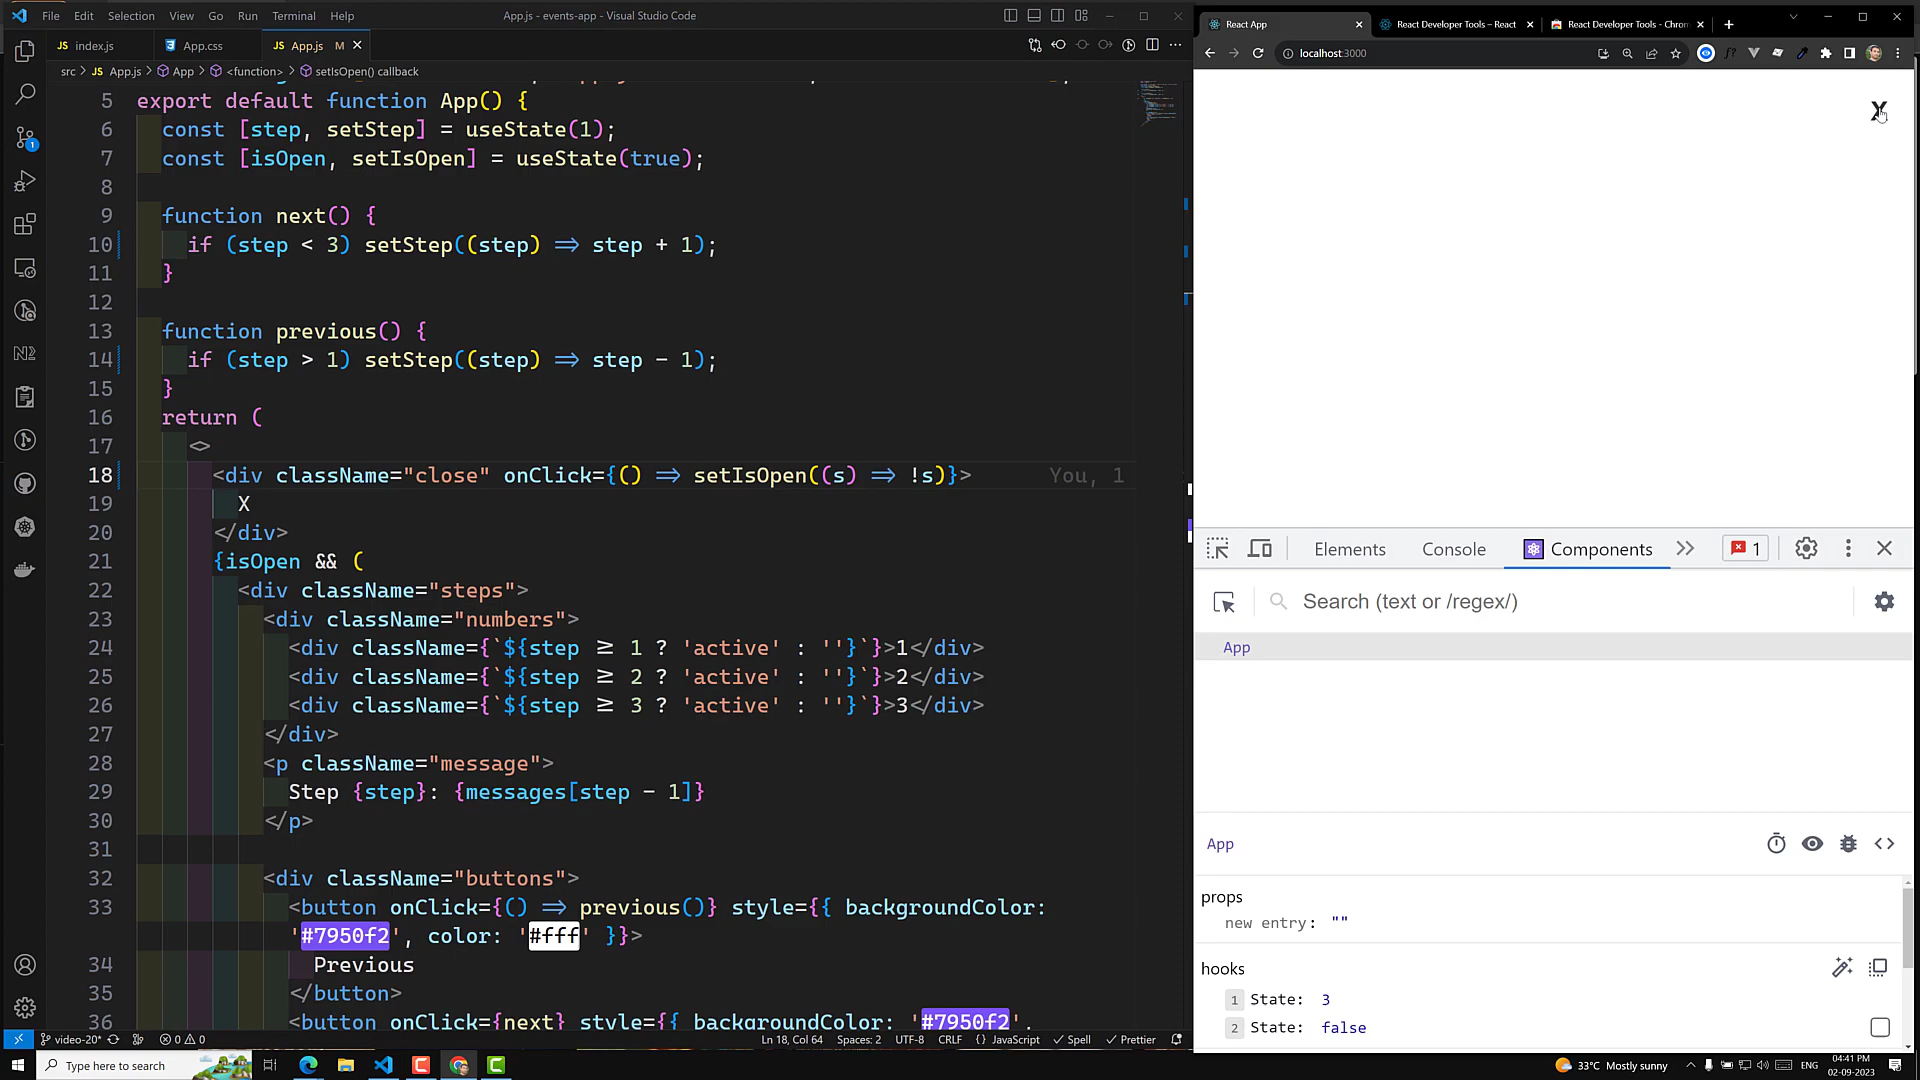 File Edit Selection View Go Run Terminal Help
App.js - events-app - Visual Studio Code
JS index.js App.css JS App.js M
src > JS App.js > App > <function> > setIsOpen() callback
5 export default function App() {
6 const [step, setStep] = useState(1);
7 const [isOpen, setIsOpen] = useState(true);
8
9 function next() {
10 if (step < 3) setStep((step) => step + 1);
11 }
12
13 function previous() {
14 if (step > 1) setStep((step) => step - 1);
15 }
16 return (
17 <>
18 <div className="close" onClick={() => setIsOpen((s) => !s)}> You, 1
19 X
20 </div>
21 {isOpen && (
22 <div className="steps">
23 <div className="numbers">
24 <div className={`${step ≥ 1 ? 'active' : ''}`}>1</div>
25 <div className={`${step ≥ 2 ? 'active' : ''}`}>2</div>
26 <div className={`${step ≥ 3 ? 'active' : ''}`}>3</div>
27 </div>
28 <p className="message">
29 Step {step}: {messages[step - 1]}
30 </p>
31
32 <div className="buttons">
33 <button onClick={() => previous()} style={{ backgroundColor:
'#7950f2', color: '#fff' }}>
34 Previous
35 </button>
36 <button onClick={next} style={{ backgroundColor: '#7950f2',
video-20* 0 0 Ln 18, Col 64 Spaces: 2 UTF-8 CRLF {} JavaScript Spell Prettier
React App React Developer Tools – React React Developer Tools - Chrom
localhost:3000
X
Elements Console Components 1
Search (text or /regex/)
App
App
props
new entry: ""
hooks
1 State: 3
2 State: false
Type here to search 33°C Mostly sunny ENG 04:41 PM
02-09-2023